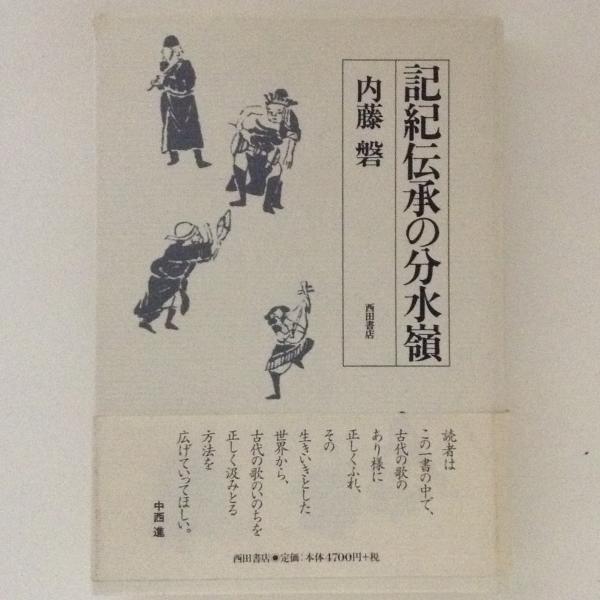 記紀伝承の分水嶺
内藤 磐
西田書店
読者は
この一書の中で、
古代の歌の
あり様に
正しくふれ、
その
生きいきとした
世界から、
古代の歌のいのちを
正しく汲みとる
方法を
広げていってほしい。
中西 進
西田書店●定価:本体4700円+税